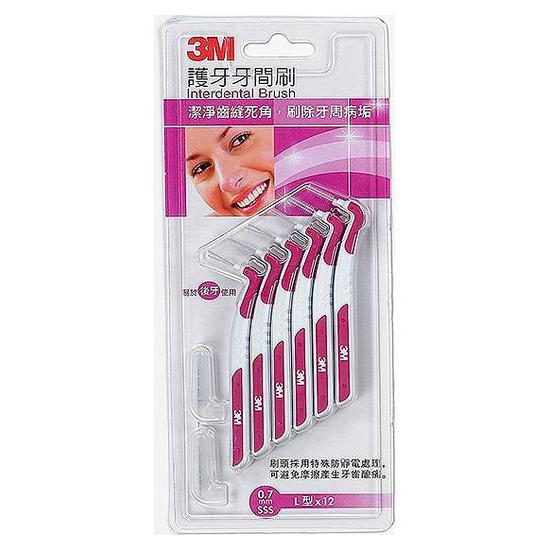 3M
護牙牙間刷
Interdental Brush
潔淨齒縫死角，刷除牙周病垢
易於後牙使用
3M
3M
3M
3M
3M
刷頭採用特殊防靜電處理，
可避免摩擦產生牙齒酸痛。
0.7
mm
SSS
L型x12